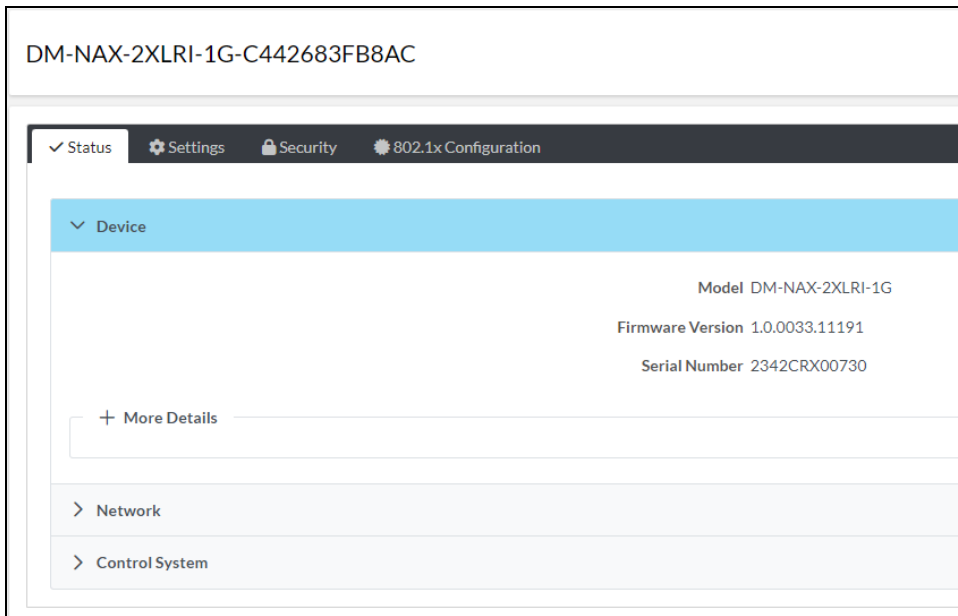 DM-NAX-2XLRI-1G-C442683FB8AC
Status Settings Security 802.1x Configuration
Device
Model DM-NAX-2XLRI-1G
Firmware Version 1.0.0033.11191
Serial Number 2342CRX00730
More Details
Network
Control System